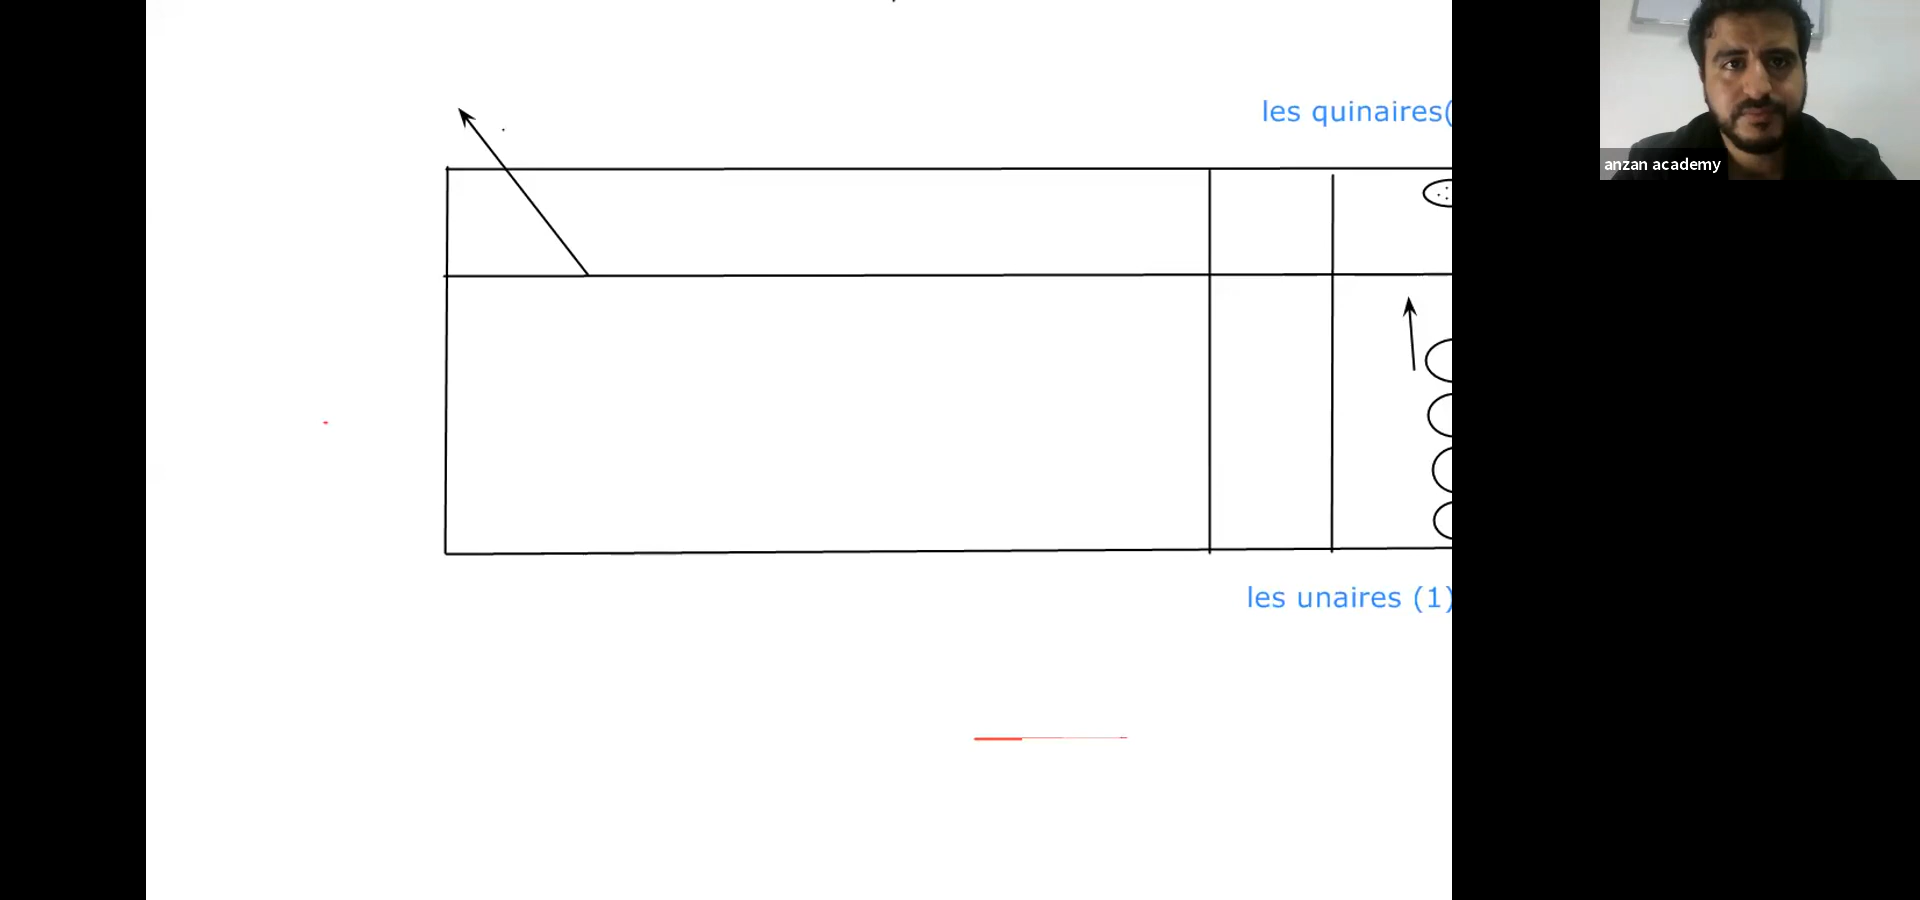 les quinaires(
anzan academy
les unaires (1)